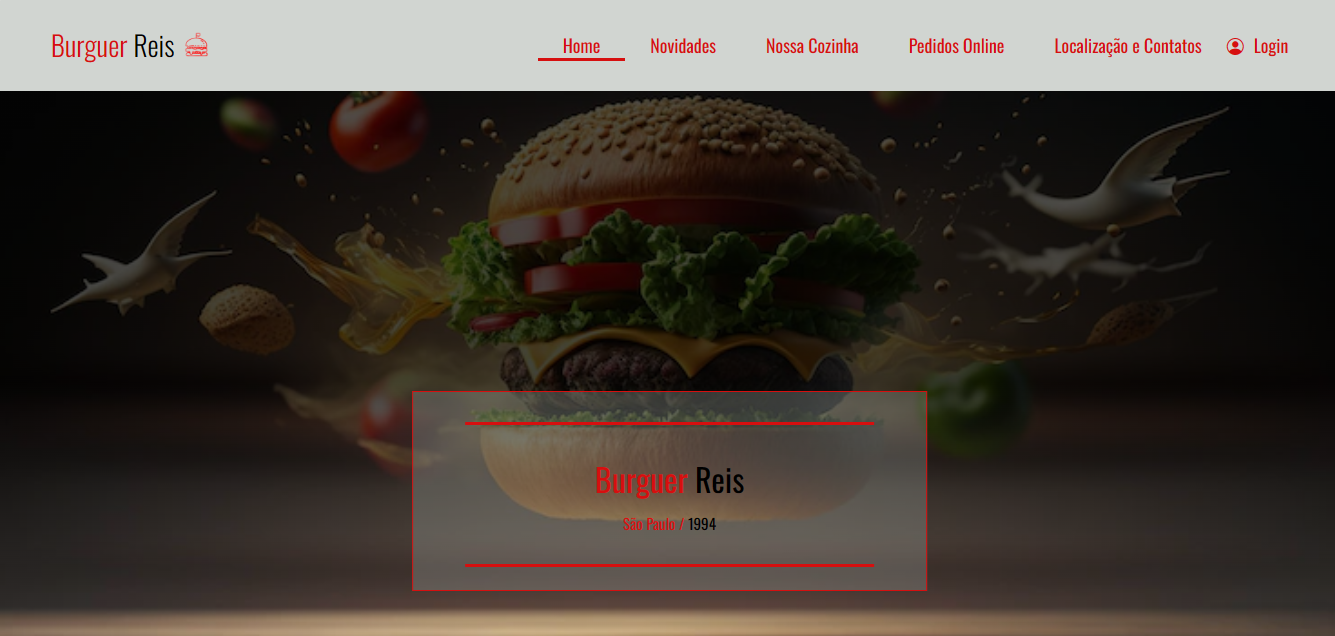 Burguer Reis
Home Novidades Nossa Cozinha Pedidos Online Localização e Contatos Login
Burguer Reis
São Paulo / 1994